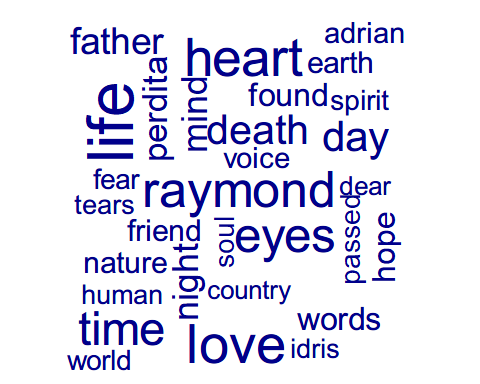 father
adrian
heart
earth
life
perdita
mind
found
spirit
death
day
voice
fear
raymond
dear
tears
friend
soul
eyes
passed
hope
nature
night
human
country
time
words
love
idris
world